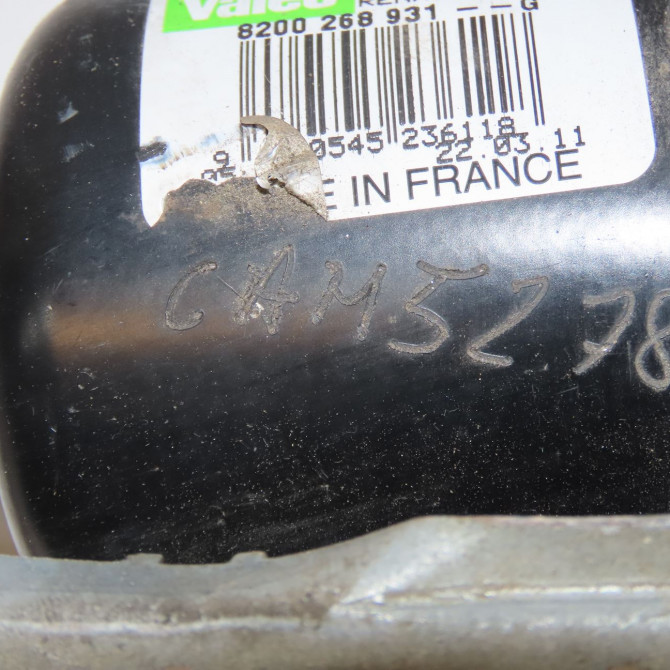 Valeo
8200 268 931 -- G
0545 236118
22.03.11
IN FRANCE
CAM5278